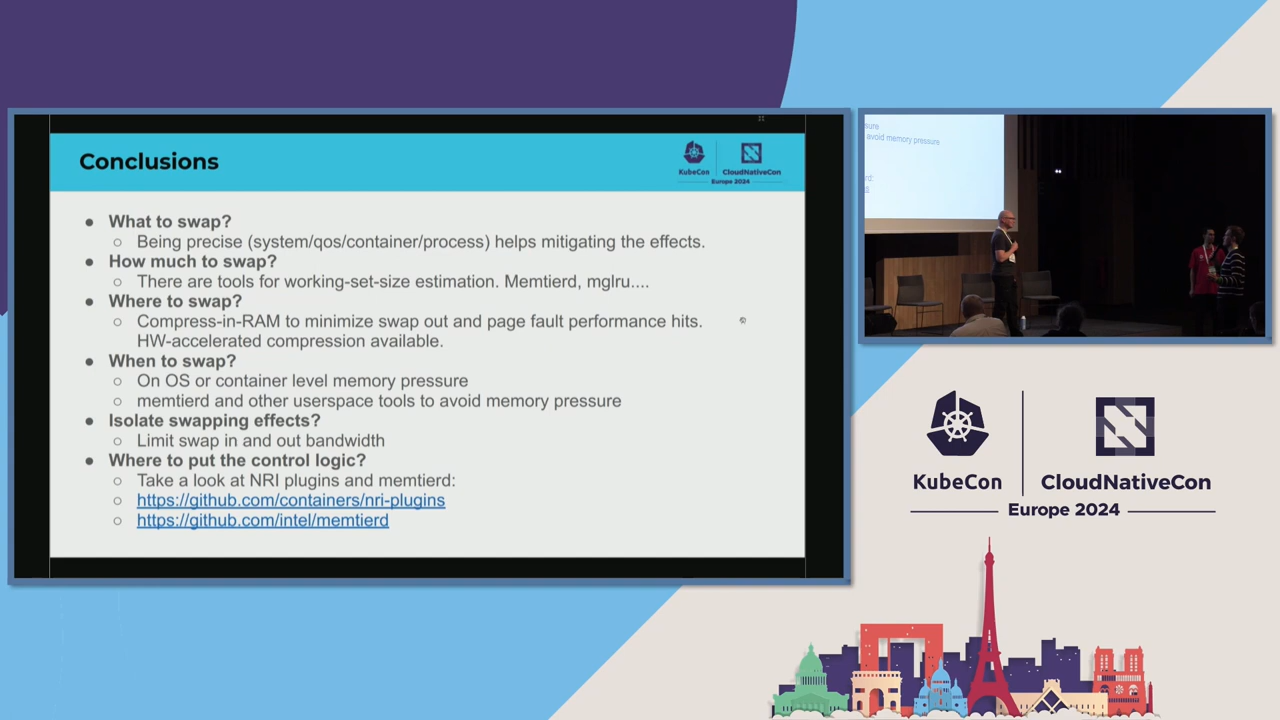 Conclusions
KubeCon
CloudNativeCon
Europe 2024
What to swap?
Being precise (system/qos/container/process) helps mitigating the effects.
How much to swap?
There are tools for working-set-size estimation. Memtierd, mglru....
Where to swap?
Compress-in-RAM to minimize swap out and page fault performance hits.
HW-accelerated compression available.
When to swap?
On OS or container level memory pressure
memtierd and other userspace tools to avoid memory pressure
Isolate swapping effects?
Limit swap in and out bandwidth
Where to put the control logic?
Take a look at NRI plugins and memtierd:
https://github.com/containers/nri-plugins
https://github.com/intel/memtierd
avoid memory pressure
KubeCon
CloudNativeCon
Europe 2024